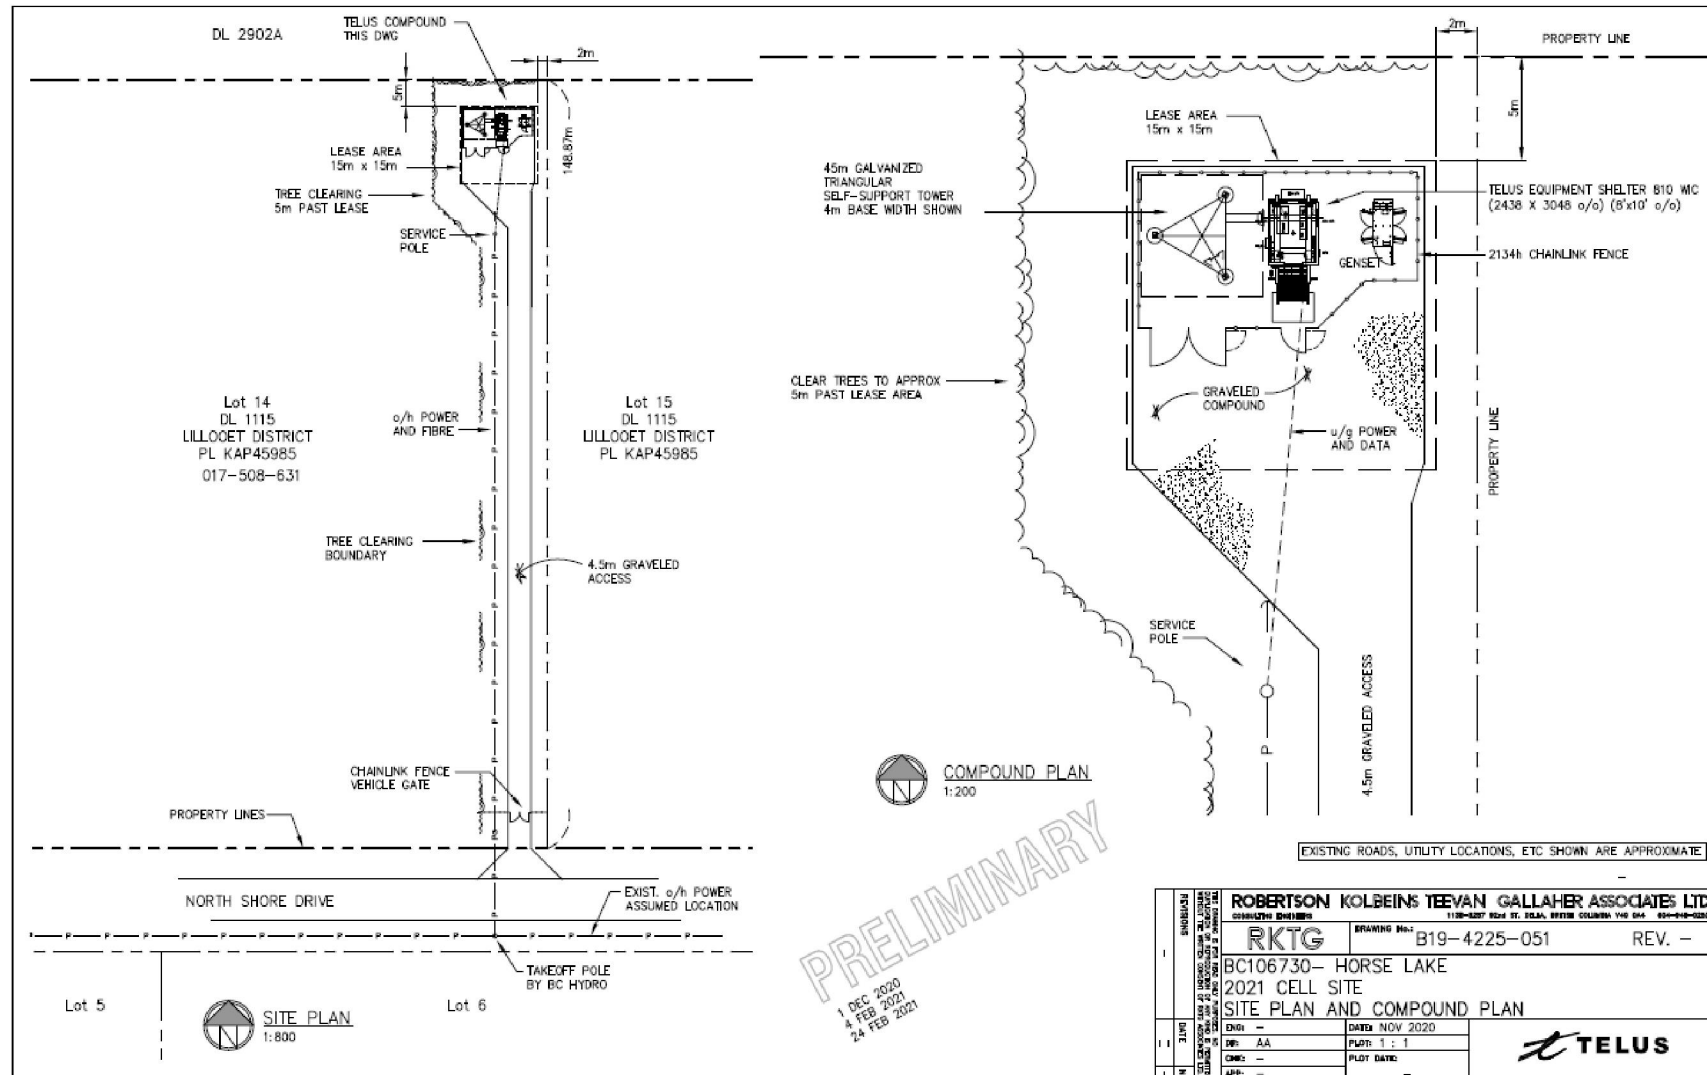 DL 2902A
TELUS COMPOUND
THIS DWG
2m
5m
148.87m
LEASE AREA
15m x 15m
TREE CLEARING
5m PAST LEASE
SERVICE
POLE
Lot 14
DL 1115
LILLOOET DISTRICT
PL KAP45985
017-508-631
o/h POWER
AND FIBRE
Lot 15
DL 1115
LILLOOET DISTRICT
PL KAP45985
TREE CLEARING
BOUNDARY
4.5m GRAVELED
ACCESS
CHAINLINK FENCE
VEHICLE GATE
PROPERTY LINES
NORTH SHORE DRIVE
EXIST. o/h POWER
ASSUMED LOCATION
TAKEOFF POLE
BY BC HYDRO
Lot 5
Lot 6
N
SITE PLAN
1:800
2m
PROPERTY LINE
5m
LEASE AREA
15m x 15m
45m GALVANIZED
TRIANGULAR
SELF-SUPPORT TOWER
4m BASE WIDTH SHOWN
TELUS EQUIPMENT SHELTER 810 WIC
(2438 X 3048 o/o) (8'x10' o/o)
2134h CHAINLINK FENCE
GENSET
CLEAR TREES TO APPROX
5m PAST LEASE AREA
GRAVELED
COMPOUND
u/g POWER
AND DATA
PROPERTY LINE
SERVICE
POLE
4.5m GRAVELED ACCESS
P
N
COMPOUND PLAN
1:200
PRELIMINARY
1 DEC 2020
4 FEB 2021
24 FEB 2021
EXISTING ROADS, UTILITY LOCATIONS, ETC SHOWN ARE APPROXIMATE
REVISIONS
DATE
ROBERTSON KOLBEINS TEEVAN GALLAHER ASSOCIATES LTD
CONSULTING ENGINEERS
RKTG
DRAWING No.:
B19-4225-051
REV. -
BC106730- HORSE LAKE
2021 CELL SITE
SITE PLAN AND COMPOUND PLAN
ENG: -
DATE: NOV 2020
DR: AA
PLOT: 1 : 1
CHK: -
PLOT DATE:
APP: -
TELUS